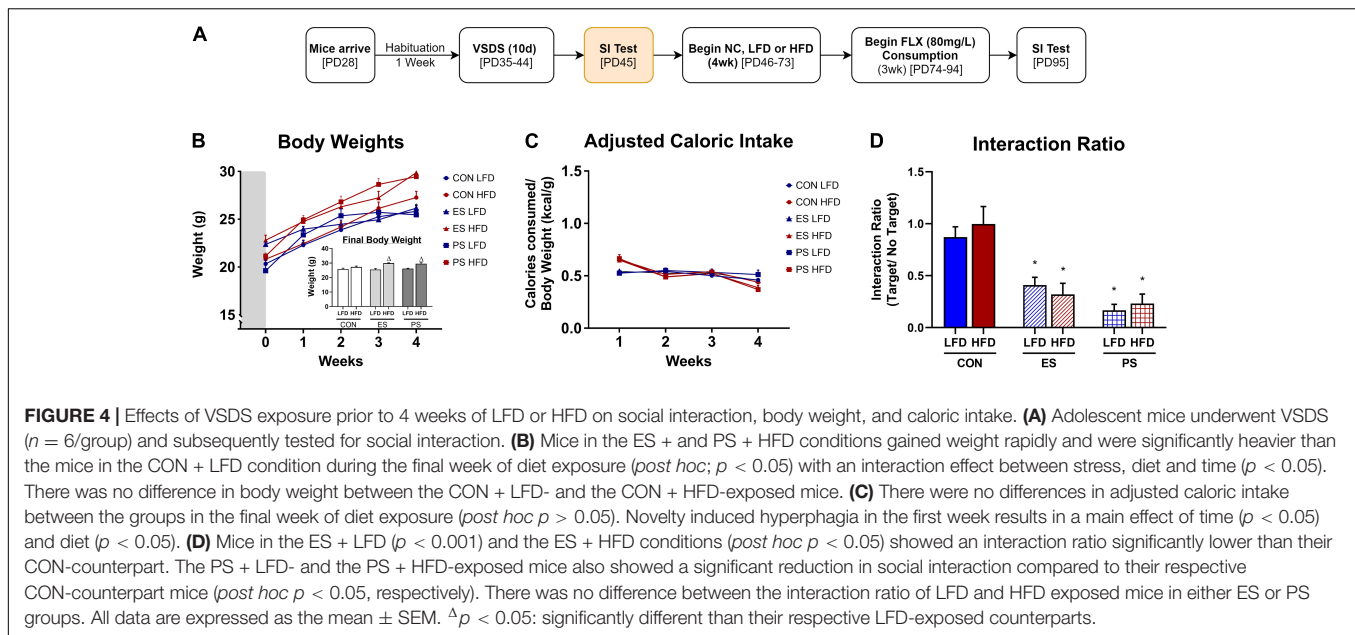 A
Mice arrive
[PD28]
Habituation
1 Week
VSDS (10d)
[PD35-44]
SI Test
[PD45]
Begin NC, LFD or HFD
(4wk) [PD46-73]
Begin FLX (80mg/L)
Consumption
(3wk) [PD74-94]
SI Test
[PD95]
B
Body Weights
Weight (g)
30
25
20
15
0 1 2 3 4
Weeks
CON LFD
CON HFD
ES LFD
ES HFD
PS LFD
PS HFD
Final Body Weight
Weight (g)
40
30
20
10
0
Δ Δ
LFD HFD LFD HFD LFD HFD
CON ES PS
C
Adjusted Caloric Intake
Calories consumed/
Body Weight (kcal/g)
1.5
1.0
0.5
0.0
1 2 3 4
Weeks
CON LFD
CON HFD
ES LFD
ES HFD
PS LFD
PS HFD
D
Interaction Ratio
Interaction Ratio
(Target/ No Target)
1.5
1.0
0.5
0.0
* * * *
LFD HFD LFD HFD LFD HFD
CON ES PS
FIGURE 4 | Effects of VSDS exposure prior to 4 weeks of LFD or HFD on social interaction, body weight, and caloric intake. (A) Adolescent mice underwent VSDS
(n = 6/group) and subsequently tested for social interaction. (B) Mice in the ES + and PS + HFD conditions gained weight rapidly and were significantly heavier than
the mice in the CON + LFD condition during the final week of diet exposure (post hoc; p < 0.05) with an interaction effect between stress, diet and time (p < 0.05).
There was no difference in body weight between the CON + LFD- and the CON + HFD-exposed mice. (C) There were no differences in adjusted caloric intake
between the groups in the final week of diet exposure (post hoc p > 0.05). Novelty induced hyperphagia in the first week results in a main effect of time (p < 0.05)
and diet (p < 0.05). (D) Mice in the ES + LFD (p < 0.001) and the ES + HFD conditions (post hoc p < 0.05) showed an interaction ratio significantly lower than their
CON-counterpart. The PS + LFD- and the PS + HFD-exposed mice also showed a significant reduction in social interaction compared to their respective
CON-counterpart mice (post hoc p < 0.05, respectively). There was no difference between the interaction ratio of LFD and HFD exposed mice in either ES or PS
groups. All data are expressed as the mean ± SEM. Δp < 0.05: significantly different than their respective LFD-exposed counterparts.